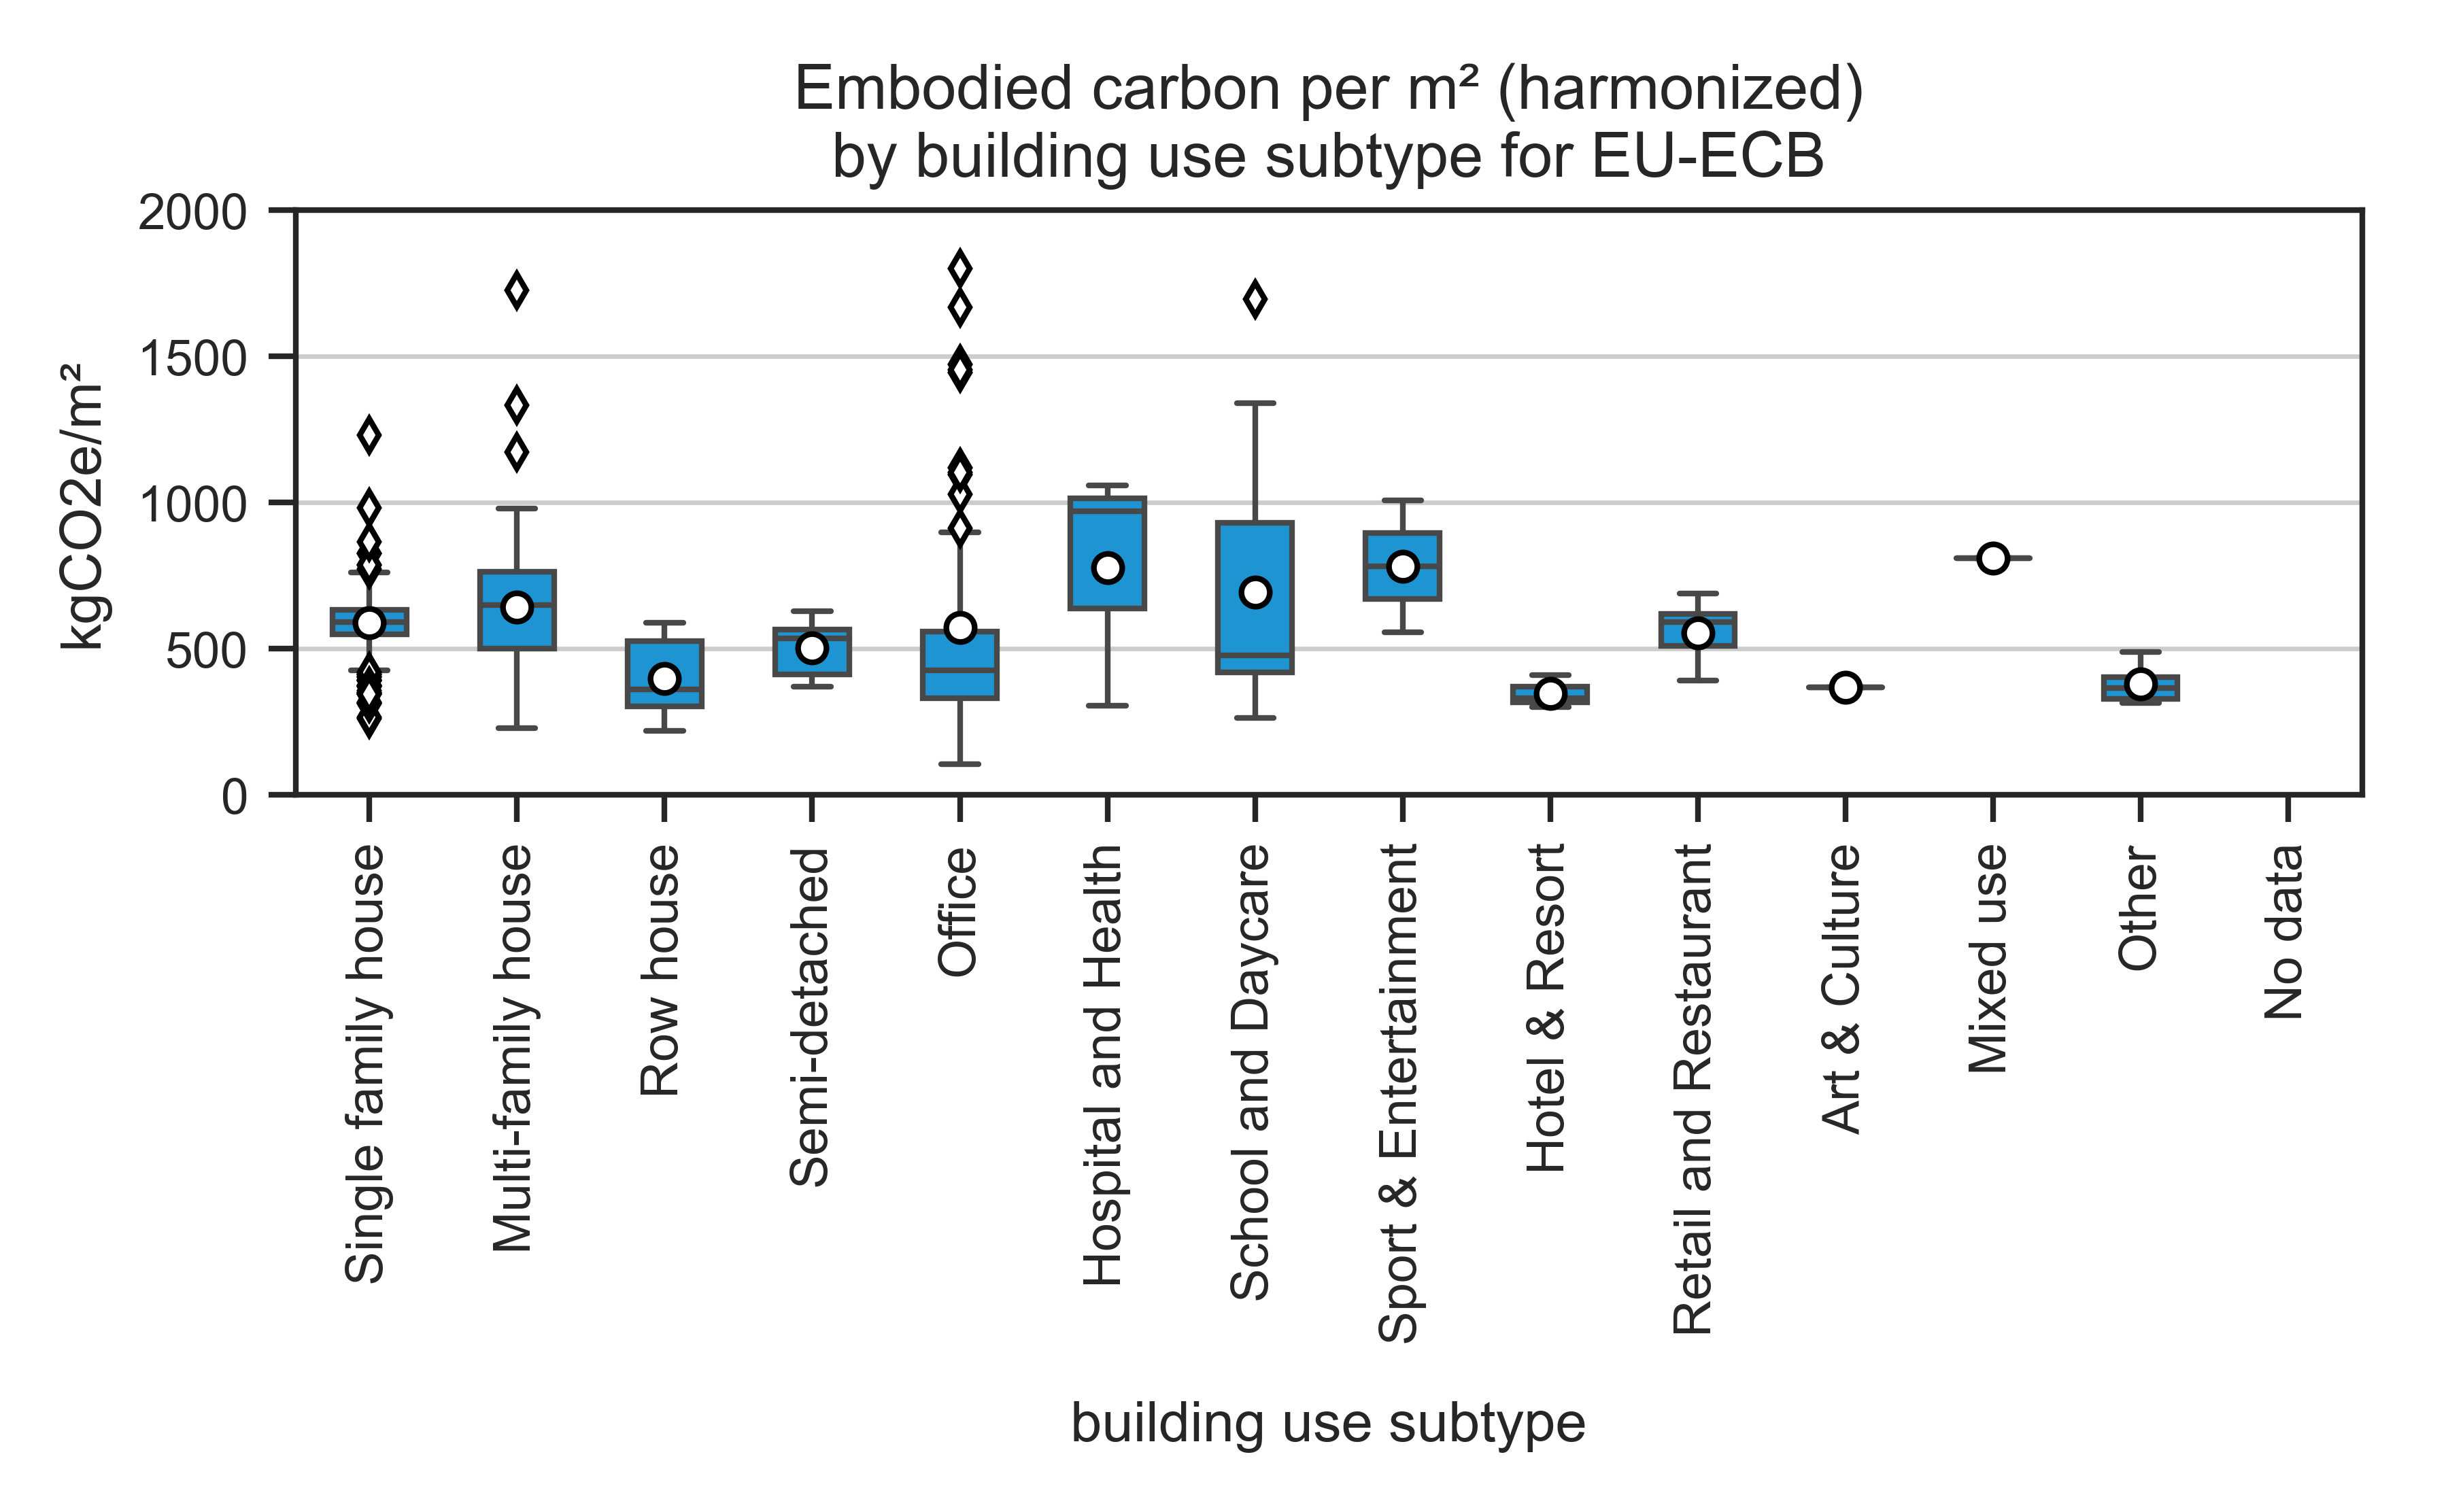 Embodied carbon per m² (harmonized)
by building use subtype for EU-ECB
kgCO2e/m²
2000
1500
1000
500
0
Single family house
Multi-family house
Row house
Semi-detached
Office
Hospital and Health
School and Daycare
Sport & Entertainment
Hotel & Resort
Retail and Restaurant
Art & Culture
Mixed use
Other
No data
building use subtype